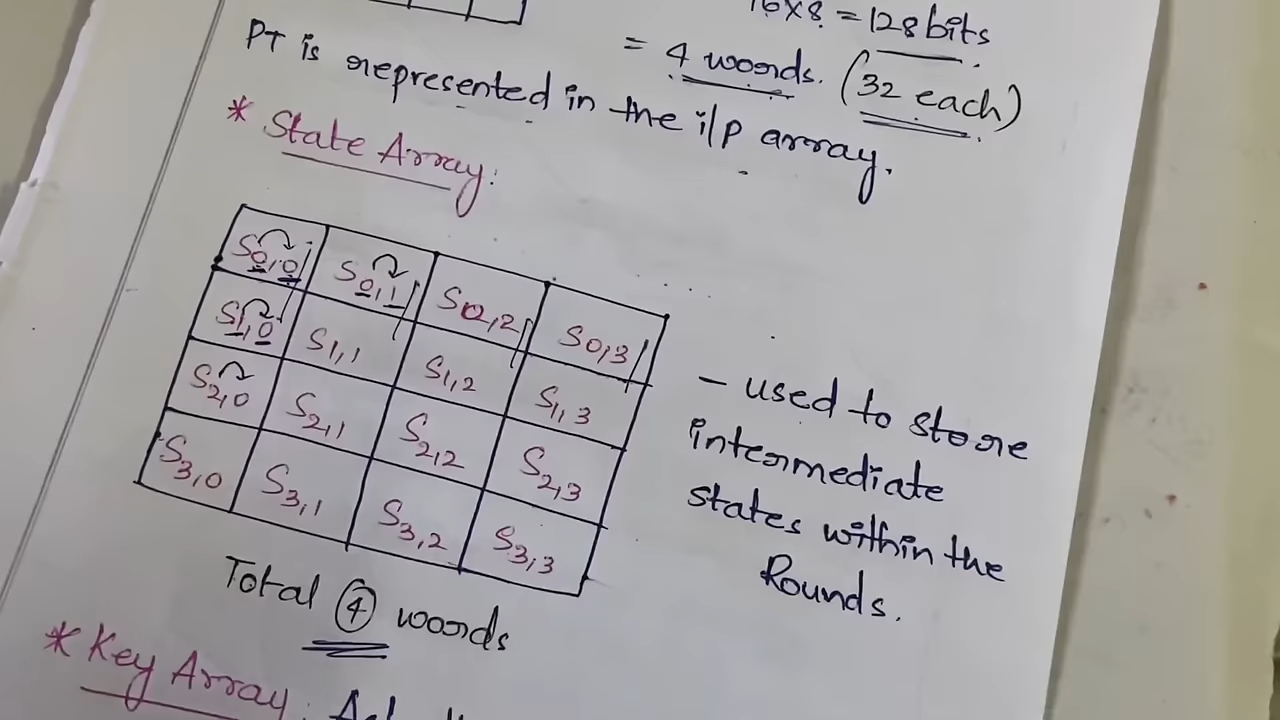 16×8 = 128 bits
= 4 words. (32 each)
PT is represented in the i/p array.
* State Array:
S0,0 S0,1 S0,2 S0,3
S1,0 S1,1 S1,2 S1,3
S2,0 S2,1 S2,2 S2,3
S3,0 S3,1 S3,2 S3,3
- used to store
intermediate
states within the
Rounds.
Total 4 words
* Key Array: